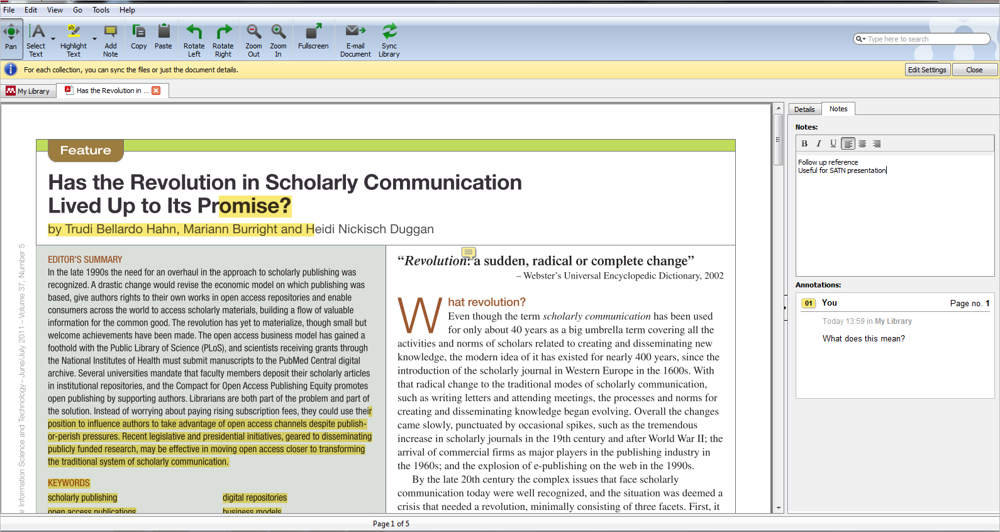 File Edit View Go Tools Help
Pan
Select Text
Highlight Text
Add Note
Copy
Paste
Rotate Left
Rotate Right
Zoom Out
Zoom In
Fullscreen
E-mail Document
Sync Library
Type here to search
For each collection, you can sync the files or just the document details.
Edit Settings
Close
My Library
Has the Revolution in ...
Feature
Has the Revolution in Scholarly Communication
Lived Up to Its Promise?
by Trudi Bellardo Hahn, Mariann Burright and Heidi Nickisch Duggan
r Information Science and Technology – June/July 2011 – Volume 37, Number 5
EDITOR'S SUMMARY
In the late 1990s the need for an overhaul in the approach to scholarly publishing was
recognized. A drastic change would revise the economic model on which publishing was
based, give authors rights to their own works in open access repositories and enable
consumers across the world to access scholarly materials, building a flow of valuable
information for the common good. The revolution has yet to materialize, though small but
welcome achievements have been made. The open access business model has gained a
foothold with the Public Library of Science (PLoS), and scientists receiving grants through
the National Institutes of Health must submit manuscripts to the PubMed Central digital
archive. Several universities mandate that faculty members deposit their scholarly articles
in institutional repositories, and the Compact for Open Access Publishing Equity promotes
open publishing by supporting authors. Librarians are both part of the problem and part of
the solution. Instead of worrying about paying rising subscription fees, they could use their
position to influence authors to take advantage of open access channels despite publish-
or-perish pressures. Recent legislative and presidential initiatives, geared to disseminating
publicly funded research, may be effective in moving open access closer to transforming
the traditional system of scholarly communication.
KEYWORDS
scholarly publishing
digital repositories
open access publications
business models
“Revolution: a sudden, radical or complete change”
– Webster's Universal Encyclopedic Dictionary, 2002
What revolution?
Even though the term scholarly communication has been used
for only about 40 years as a big umbrella term covering all the
activities and norms of scholars related to creating and disseminating new
knowledge, the modern idea of it has existed for nearly 400 years, since the
introduction of the scholarly journal in Western Europe in the 1600s. With
that radical change to the traditional modes of scholarly communication,
such as writing letters and attending meetings, the processes and norms for
creating and disseminating knowledge began evolving. Overall the changes
came slowly, punctuated by occasional spikes, such as the tremendous
increase in scholarly journals in the 19th century and after World War II; the
arrival of commercial firms as major players in the publishing industry in
the 1960s; and the explosion of e-publishing on the web in the 1990s.
By the late 20th century the complex issues that face scholarly
communication today were well recognized, and the situation was deemed a
crisis that needed a revolution, minimally consisting of three facets. First, it
Details
Notes
Notes:
B I U
Follow up reference
Useful for SATN presentation
Annotations:
01 You Page no. 1
Today 13:59 in My Library
What does this mean?
Page 1 of 5